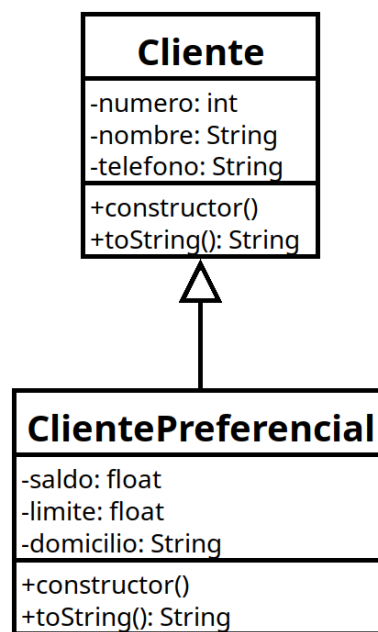 Cliente
-numero: int
-nombre: String
-telefono: String
+constructor()
+toString(): String
ClientePreferencial
-saldo: float
-limite: float
-domicilio: String
+constructor()
+toString(): String